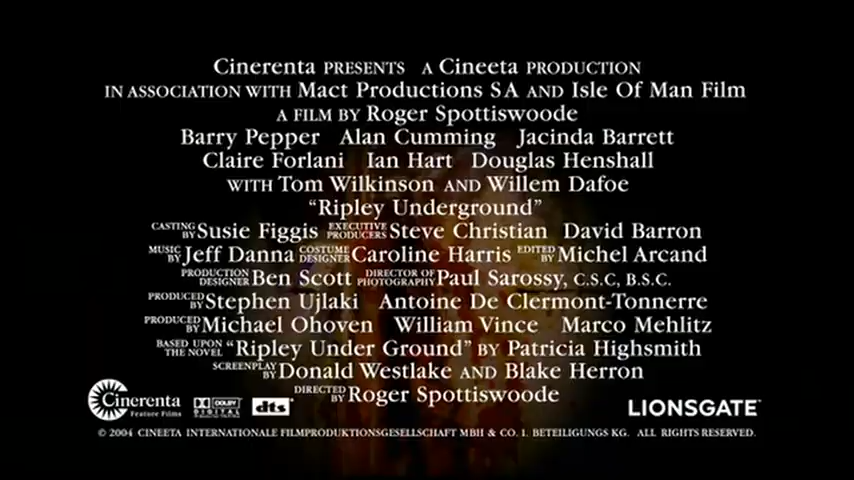 Cinerenta PRESENTS A Cineeta PRODUCTION
IN ASSOCIATION WITH Mact Productions SA AND Isle Of Man Film
A FILM BY Roger Spottiswoode
Barry Pepper Alan Cumming Jacinda Barrett
Claire Forlani Ian Hart Douglas Henshall
WITH Tom Wilkinson AND Willem Dafoe
“Ripley Underground”
CASTING BY Susie Figgis EXECUTIVE PRODUCERS Steve Christian David Barron
MUSIC BY Jeff Danna COSTUME DESIGNER Caroline Harris EDITED BY Michel Arcand
PRODUCTION DESIGNER Ben Scott DIRECTOR OF PHOTOGRAPHY Paul Sarossy, C.S.C, B.S.C.
PRODUCED BY Stephen Ujlaki Antoine De Clermont-Tonnerre
PRODUCED BY Michael Ohoven William Vince Marco Mehlitz
BASED UPON THE NOVEL “Ripley Under Ground” BY Patricia Highsmith
SCREENPLAY BY Donald Westlake AND Blake Herron
DIRECTED BY Roger Spottiswoode
Cinerenta Feature Films DOLBY DIGITAL dts LIONSGATE
© 2004 CINEETA INTERNATIONALE FILMPRODUKTIONSGESELLSCHAFT MBH & CO. 1. BETEILIGUNGS KG. ALL RIGHTS RESERVED.